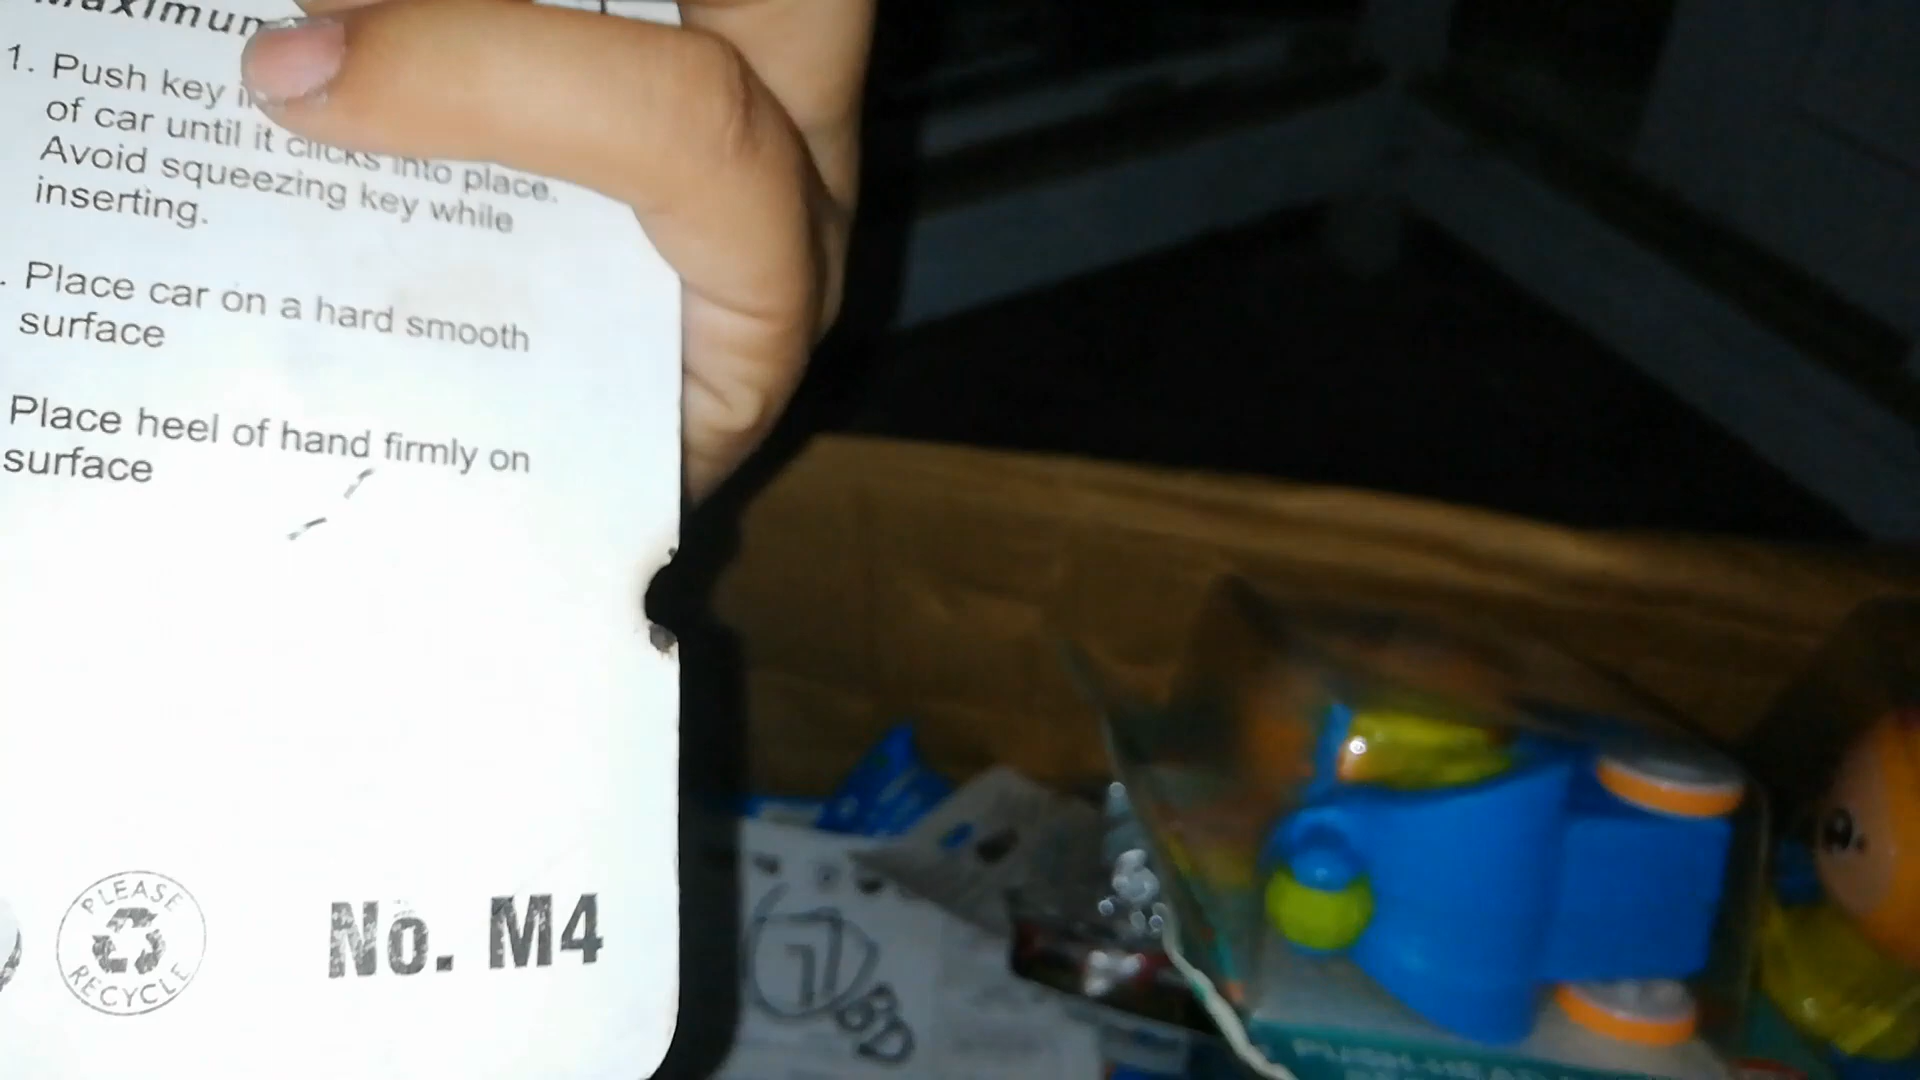 1. Push key
of car until it clicks into place.
Avoid squeezing key while
inserting.
. Place car on a hard smooth
surface
Place heel of hand firmly on
surface
PLEASE
RECYCLE
No. M4
BD